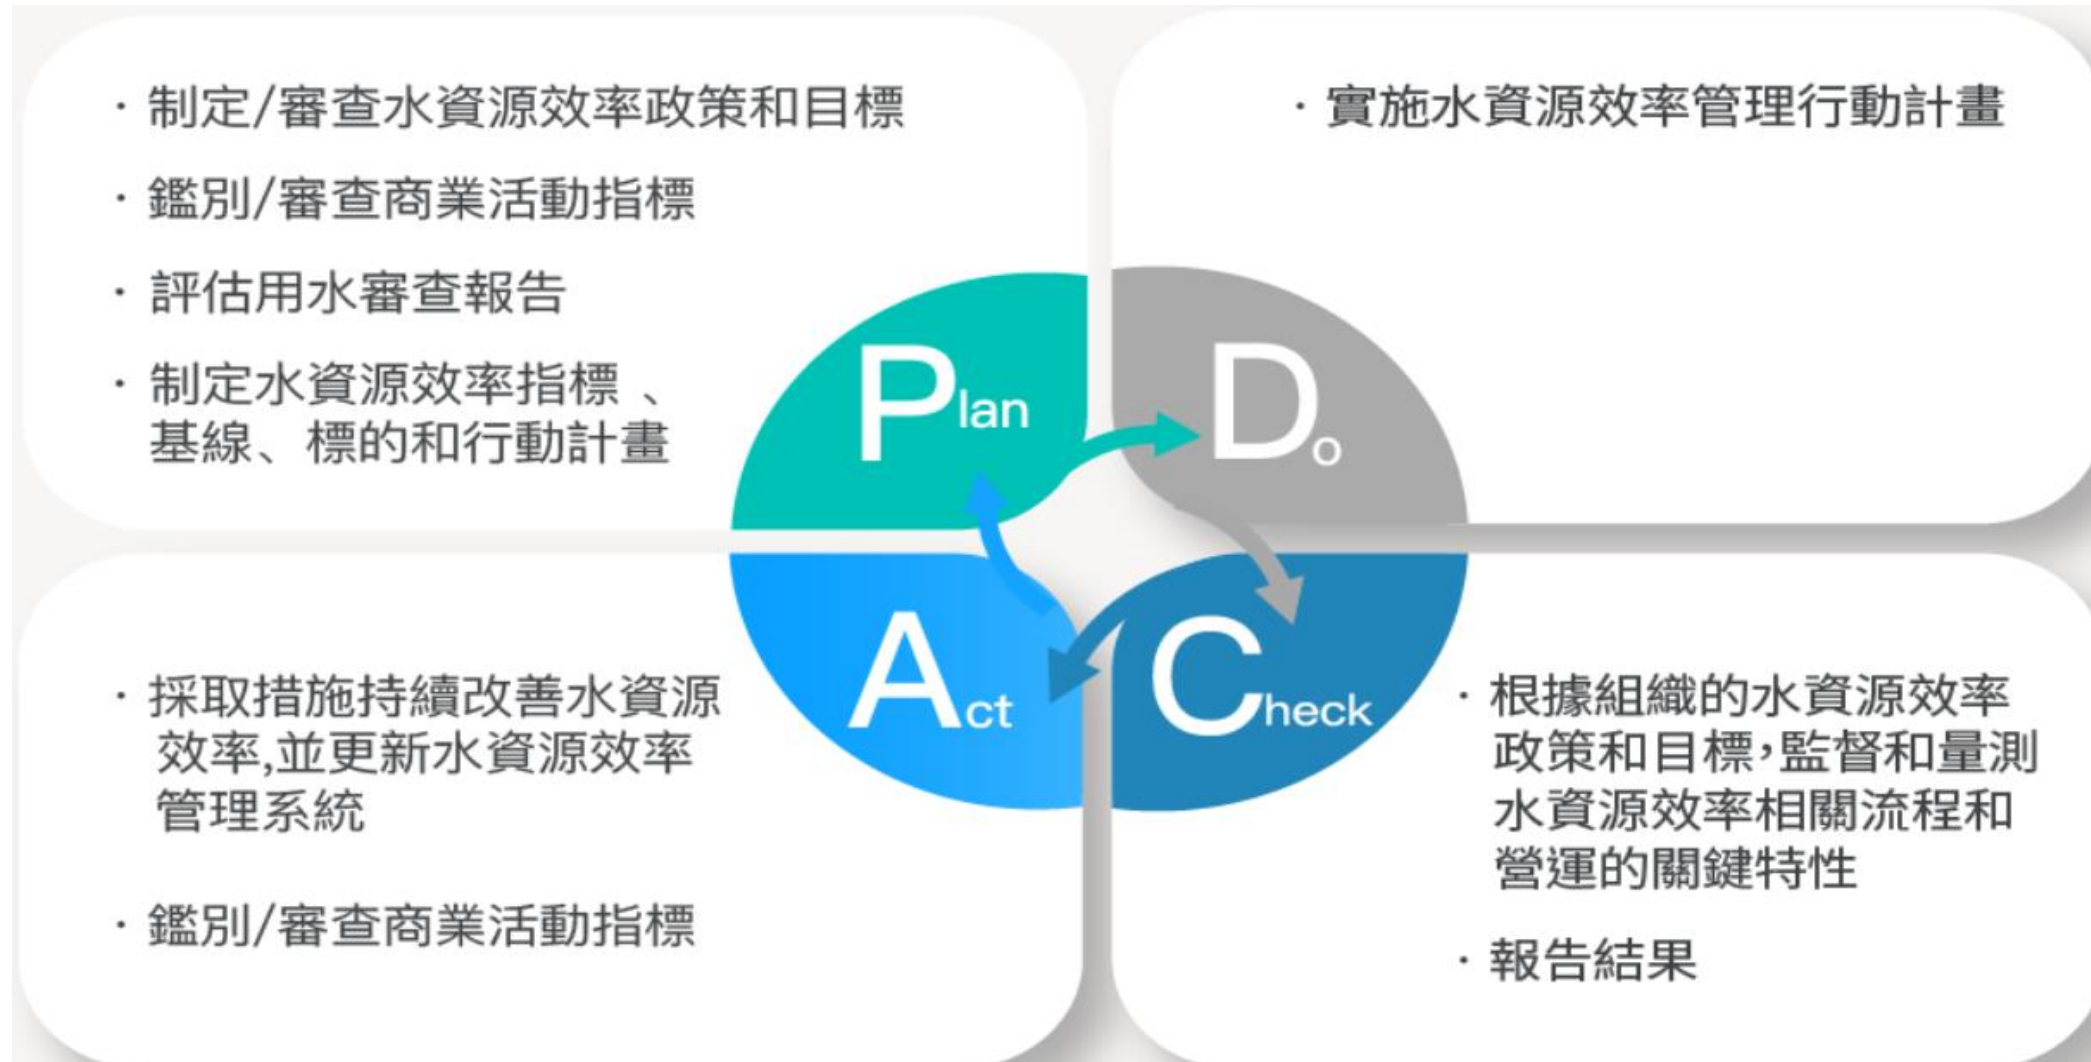 · 制定/審查水資源效率政策和目標
· 鑑別/審查商業活動指標
· 評估用水審查報告
· 制定水資源效率指標、
基線、標的和行動計畫
· 實施水資源效率管理行動計畫
Plan
Do
Act
Check
· 採取措施持續改善水資源
效率,並更新水資源效率
管理系統
· 鑑別/審查商業活動指標
· 根據組織的水資源效率
政策和目標，監督和量測
水資源效率相關流程和
營運的關鍵特性
· 報告結果